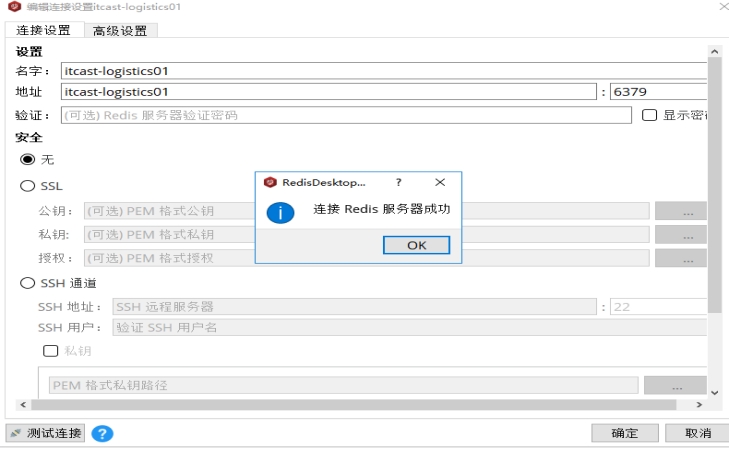 编辑连接设置itcast-logistics01
连接设置 高级设置
设置
名字： itcast-logistics01
地址 itcast-logistics01 : 6379
验证： (可选) Redis 服务器验证密码 显示密
安全
无
SSL
RedisDesktop... ?
连接 Redis 服务器成功
OK
公钥： (可选) PEM 格式公钥 ...
私钥: (可选) PEM 格式私钥 ...
授权： (可选) PEM 格式授权 ...
SSH 通道
SSH 地址： SSH 远程服务器 : 22
SSH 用户： 验证 SSH 用户名
私钥
PEM 格式私钥路径 ...
测试连接 ? 确定 取消